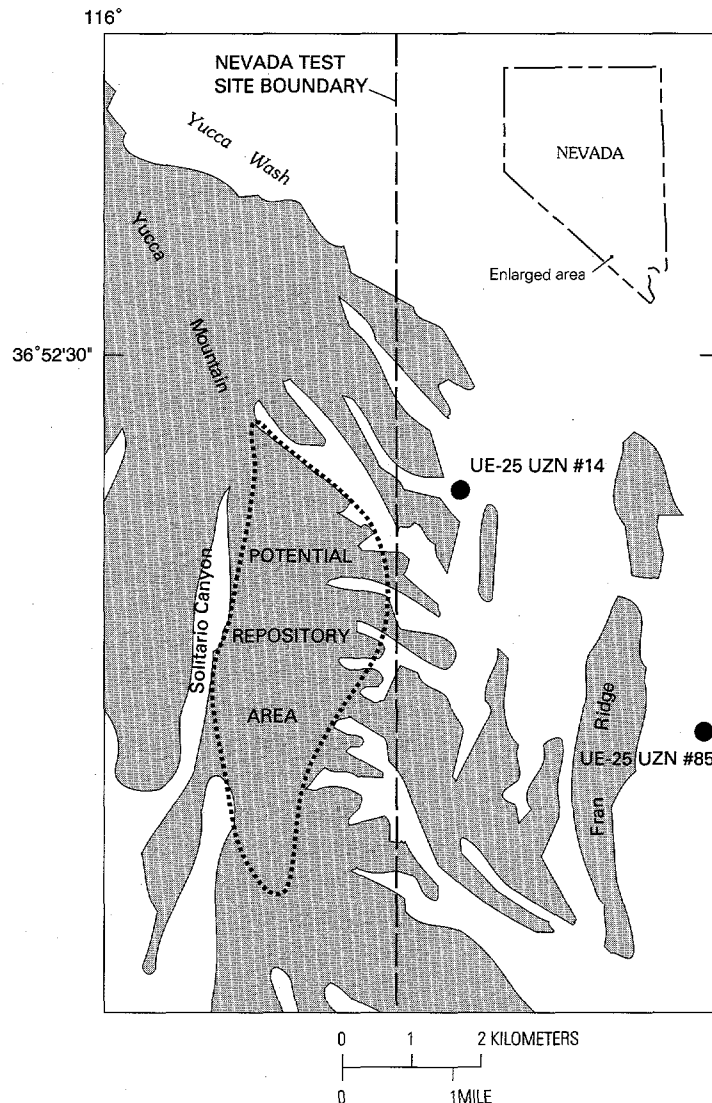 116°
NEVADA TEST
SITE BOUNDARY
Yucca Wash
NEVADA
Enlarged area
Yucca
Mountain
36°52'30"
UE-25 UZN #14
POTENTIAL
REPOSITORY
AREA
Solitario Canyon
Fran Ridge
UE-25 UZN #85
0 1 2 KILOMETERS
0 1 MILE